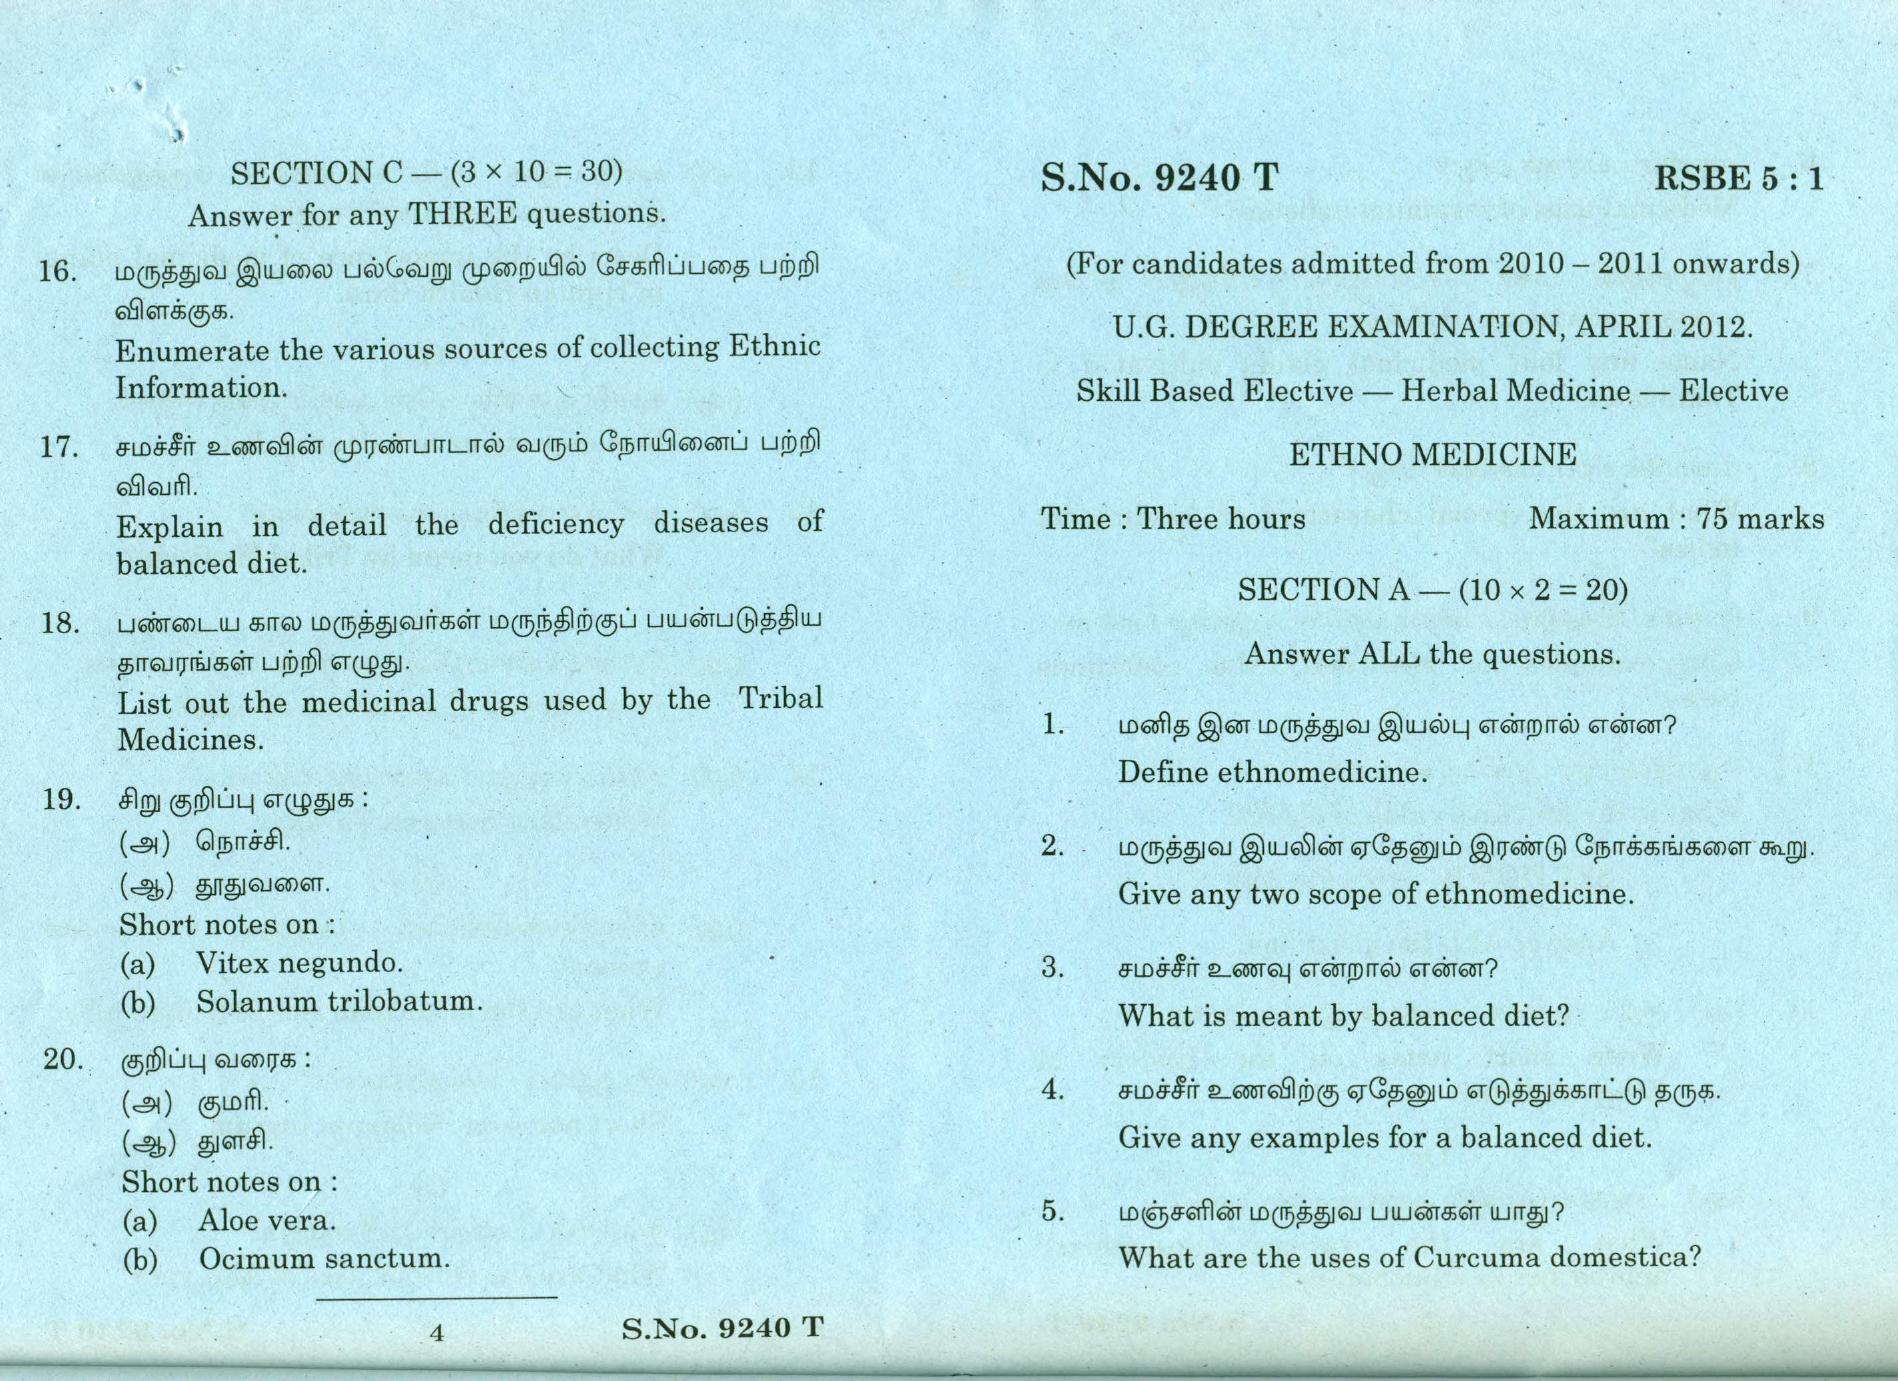 SECTION C — (3 × 10 = 30)
Answer for any THREE questions.
16. மருத்துவ இயலை பல்வேறு முறையில் சேகரிப்பதை பற்றி
விளக்குக.
Enumerate the various sources of collecting Ethnic
Information.
17. சமச்சீர் உணவின் முரண்பாடால் வரும் நோயினைப் பற்றி
விவரி.
Explain in detail the deficiency diseases of
balanced diet.
18. பண்டைய கால மருத்துவர்கள் மருந்திற்குப் பயன்படுத்திய
தாவரங்கள் பற்றி எழுது.
List out the medicinal drugs used by the Tribal
Medicines.
19. சிறு குறிப்பு எழுதுக :
(அ) நொச்சி.
(ஆ) தூதுவளை.
Short notes on :
(a) Vitex negundo.
(b) Solanum trilobatum.
20. குறிப்பு வரைக :
(அ) குமரி.
(ஆ) துளசி.
Short notes on :
(a) Aloe vera.
(b) Ocimum sanctum.
4 S.No. 9240 T
S.No. 9240 T RSBE 5 : 1
(For candidates admitted from 2010 – 2011 onwards)
U.G. DEGREE EXAMINATION, APRIL 2012.
Skill Based Elective — Herbal Medicine — Elective
ETHNO MEDICINE
Time : Three hours Maximum : 75 marks
SECTION A — (10 × 2 = 20)
Answer ALL the questions.
1. மனித இன மருத்துவ இயல்பு என்றால் என்ன?
Define ethnomedicine.
2. மருத்துவ இயலின் ஏதேனும் இரண்டு நோக்கங்களை கூறு.
Give any two scope of ethnomedicine.
3. சமச்சீர் உணவு என்றால் என்ன?
What is meant by balanced diet?
4. சமச்சீர் உணவிற்கு ஏதேனும் எடுத்துக்காட்டு தருக.
Give any examples for a balanced diet.
5. மஞ்சளின் மருத்துவ பயன்கள் யாது?
What are the uses of Curcuma domestica?